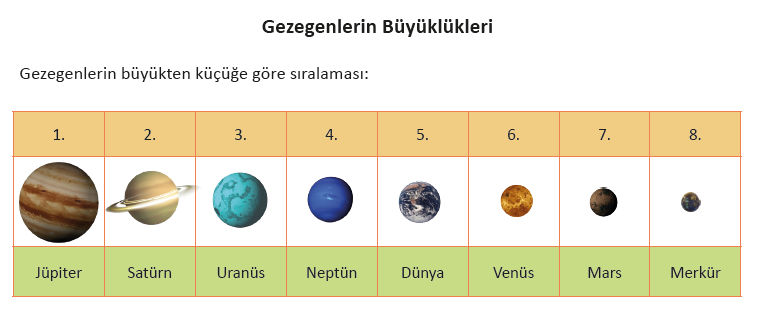 Gezegenlerin Büyüklükleri
Gezegenlerin büyükten küçüğe göre sıralaması:
1. 2. 3. 4. 5. 6. 7. 8.
Jüpiter Satürn Uranüs Neptün Dünya Venüs Mars Merkür